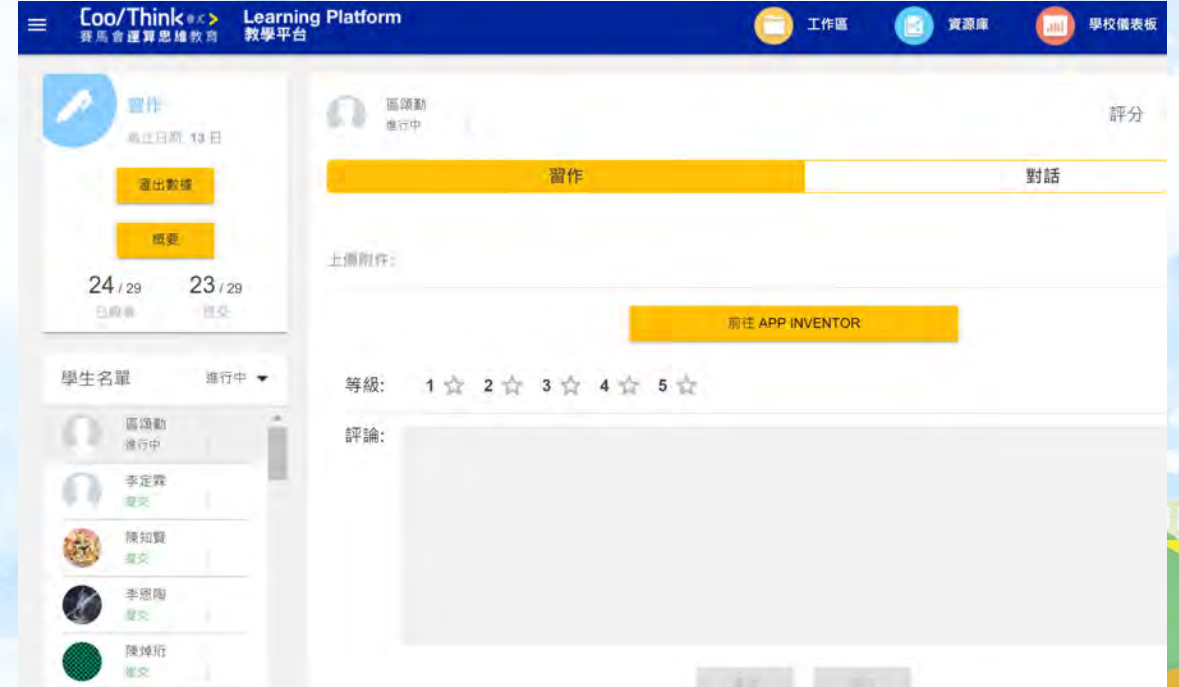 Coo/Think
賽馬會運算思維教育
Learning Platform
教學平台
工作區
資源庫
學校儀表板
習作
截止日期: 13 日
匯出數據
概要
24 / 29
23 / 29
已觀看
提交
學生名單
進行中
區頌勤
進行中
李定霖
提交
陳知賢
提交
李恩陶
提交
陳焯珩
提交
區頌勤
進行中
評分
習作
對話
上傳附件:
前往 APP INVENTOR
等級: 1 2 3 4 5
評論: